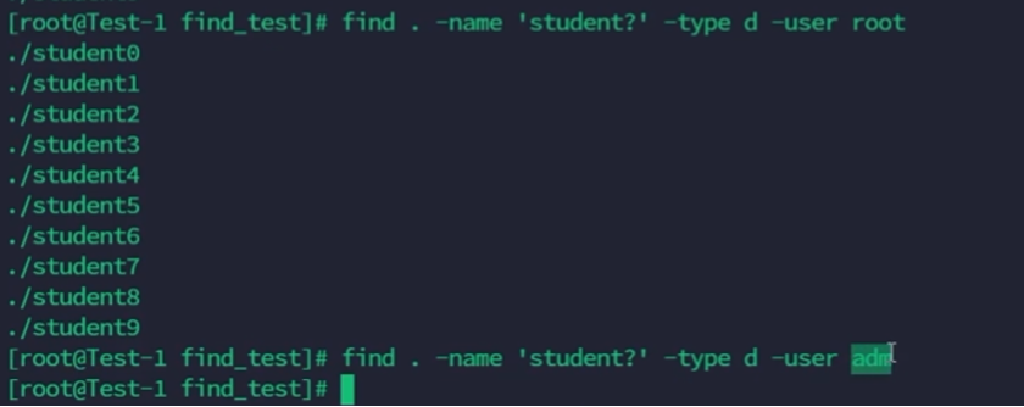 [root@Test-1 find_test]# find . -name 'student?' -type d -user root
./student0
./student1
./student2
./student3
./student4
./student5
./student6
./student7
./student8
./student9
[root@Test-1 find_test]# find . -name 'student?' -type d -user adm
[root@Test-1 find_test]#